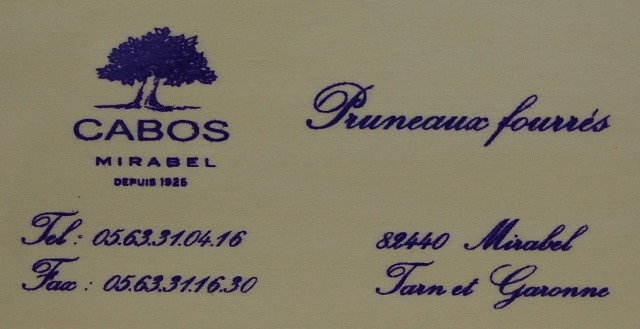 CABOS
MIRABEL
DEPUIS 1925
Pruneaux fourrés
Tel : 05.63.31.04.16
Fax : 05.63.31.16.30
82440 Mirabel
Tarn et Garonne